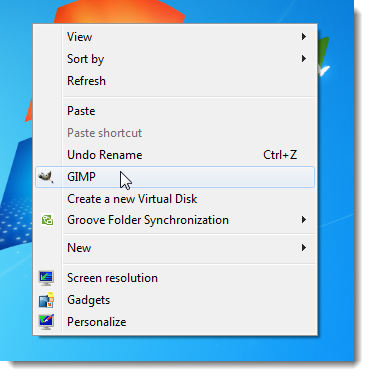 View
Sort by
Refresh
Paste
Paste shortcut
Undo Rename Ctrl+Z
GIMP
Create a new Virtual Disk
Groove Folder Synchronization
New
Screen resolution
Gadgets
Personalize